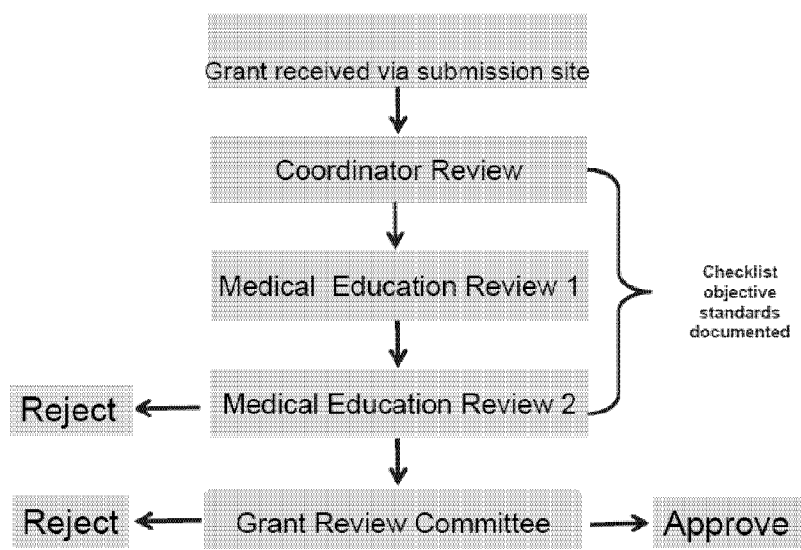 Grant received via submission site
Coordinator Review
Medical Education Review 1
Checklist
objective
standards
documented
Reject
Medical Education Review 2
Reject
Grant Review Committee
Approve